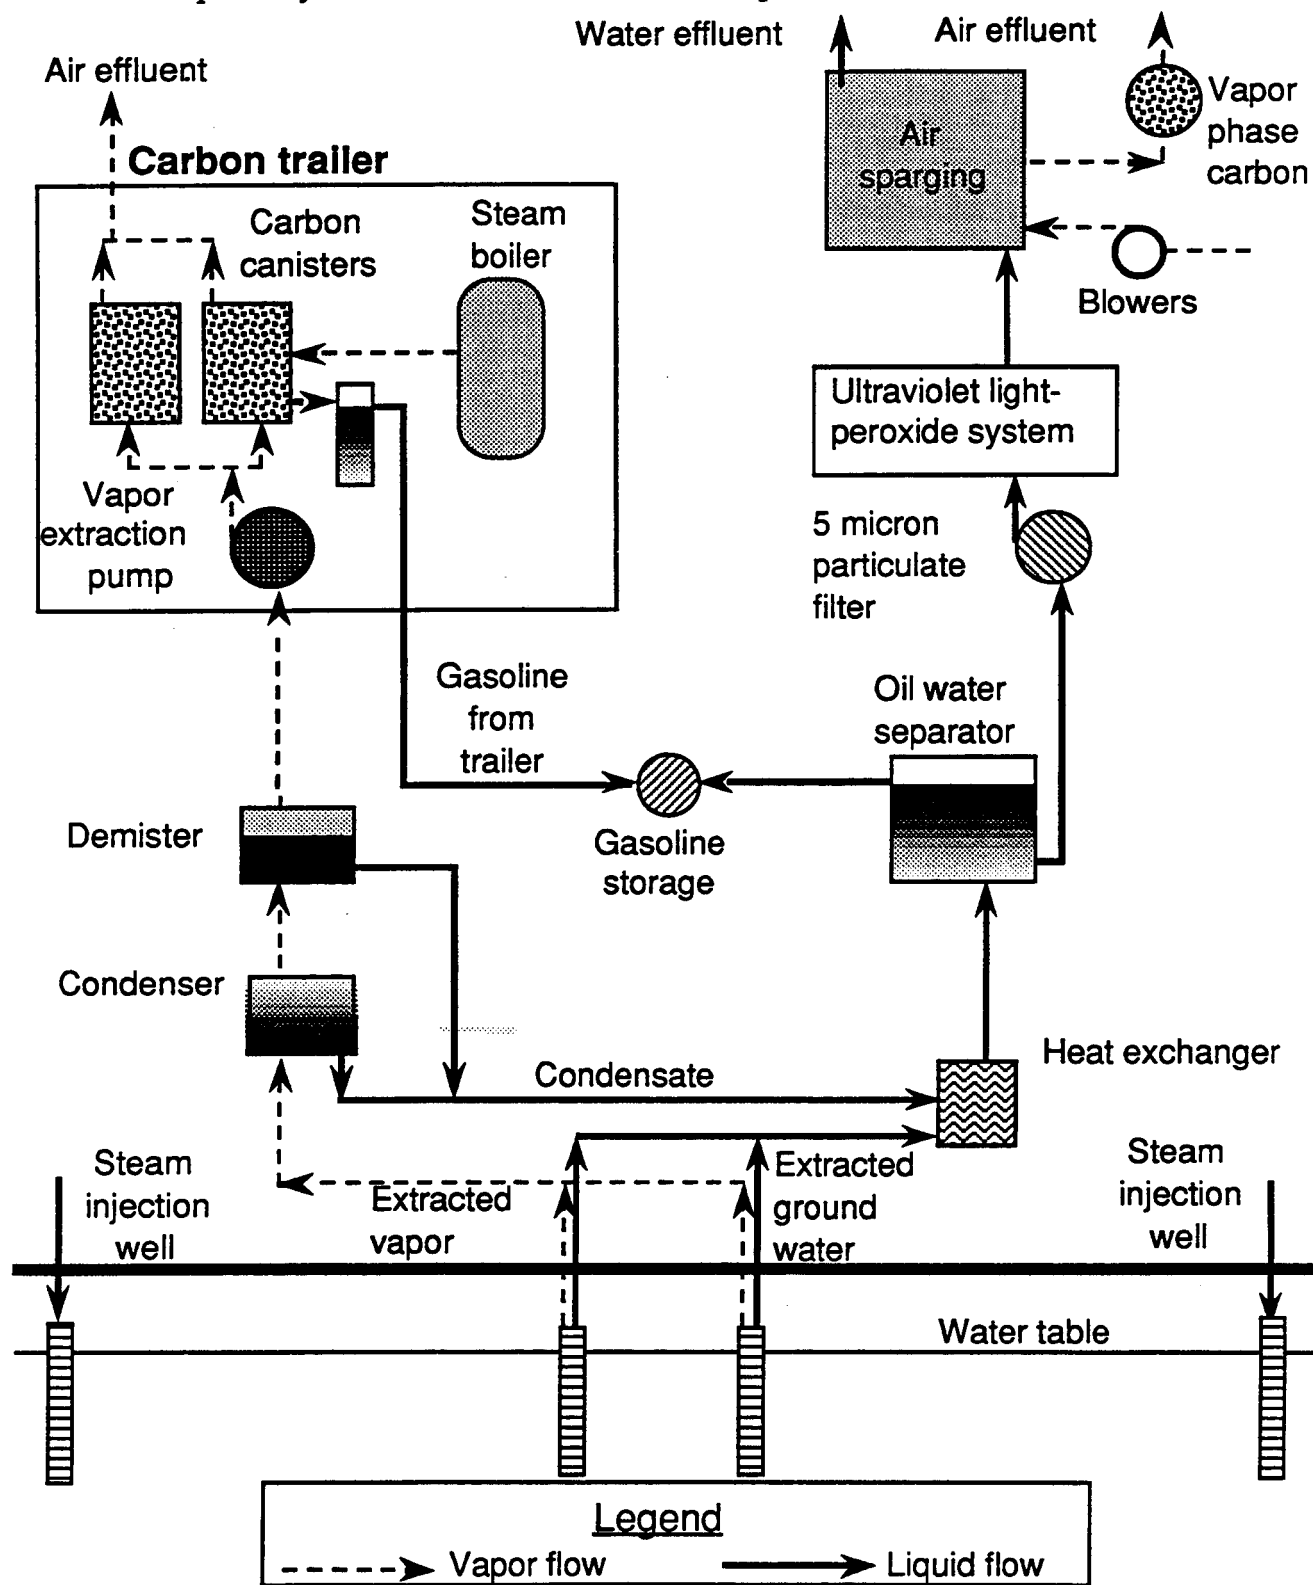 Water effluent
Air effluent
Air effluent
Vapor
phase
carbon
Air
sparging
Carbon trailer
Carbon
canisters
Steam
boiler
Blowers
Ultraviolet light-
peroxide system
Vapor
extraction
pump
5 micron
particulate
filter
Gasoline
from
trailer
Oil water
separator
Demister
Gasoline
storage
Condenser
Condensate
Heat exchanger
Steam
injection
well
Extracted
vapor
Extracted
ground
water
Steam
injection
well
Water table
Legend
Vapor flow
Liquid flow